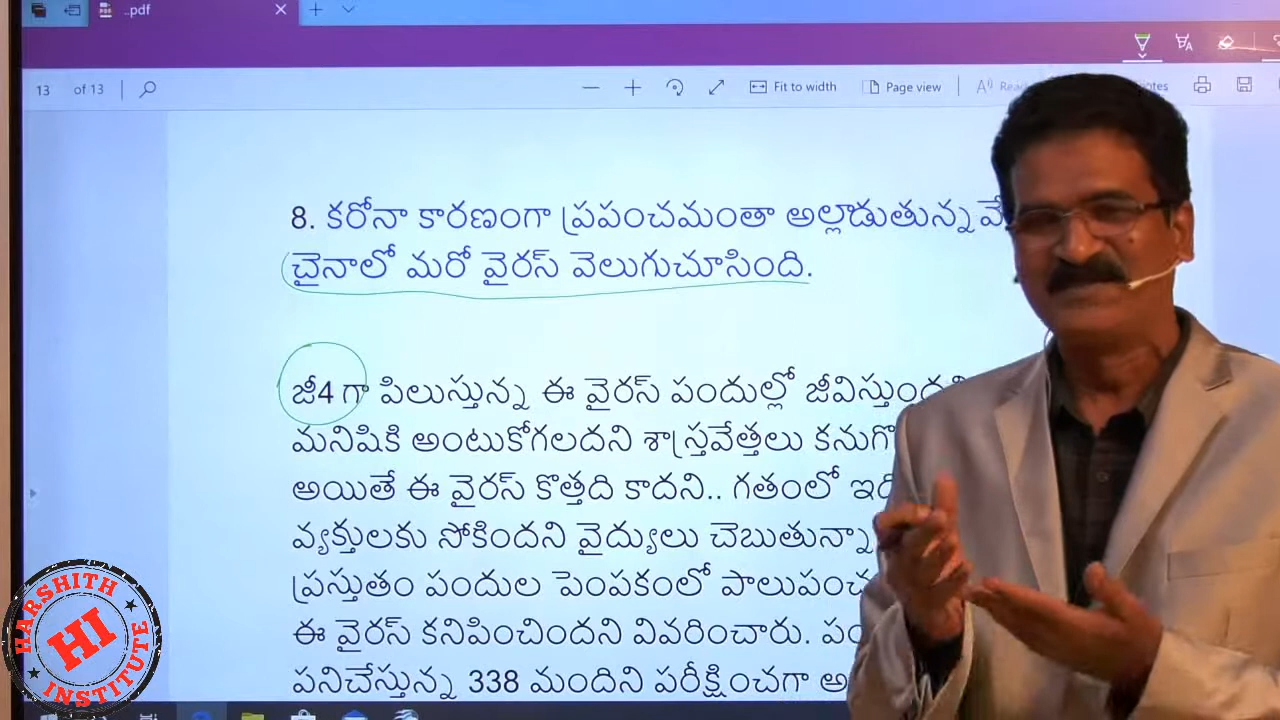 ..pdf
13 of 13
Fit to width
Page view
8. కరోనా కారణంగా ప్రపంచమంతా అల్లాడుతున్న
చైనాలో మరో వైరస్ వెలుగుచూసింది.
జీ4 గా పిలుస్తున్న ఈ వైరస్ పందుల్లో
మనిషికి అంటుకోగలదని శాస్త్రవేత్తలు
అయితే ఈ వైరస్ కొత్తది కాదని.. గతంలో
వ్యక్తులకు సోకిందని వైద్యులు
ప్రస్తుతం పందుల పెంపకంలో
ఈ వైరస్ కనిపించిందని వివరించారు.
పనిచేస్తున్న 338 మందిని పరీక్షించగా
HARSHITH
HI
INSTITUTE